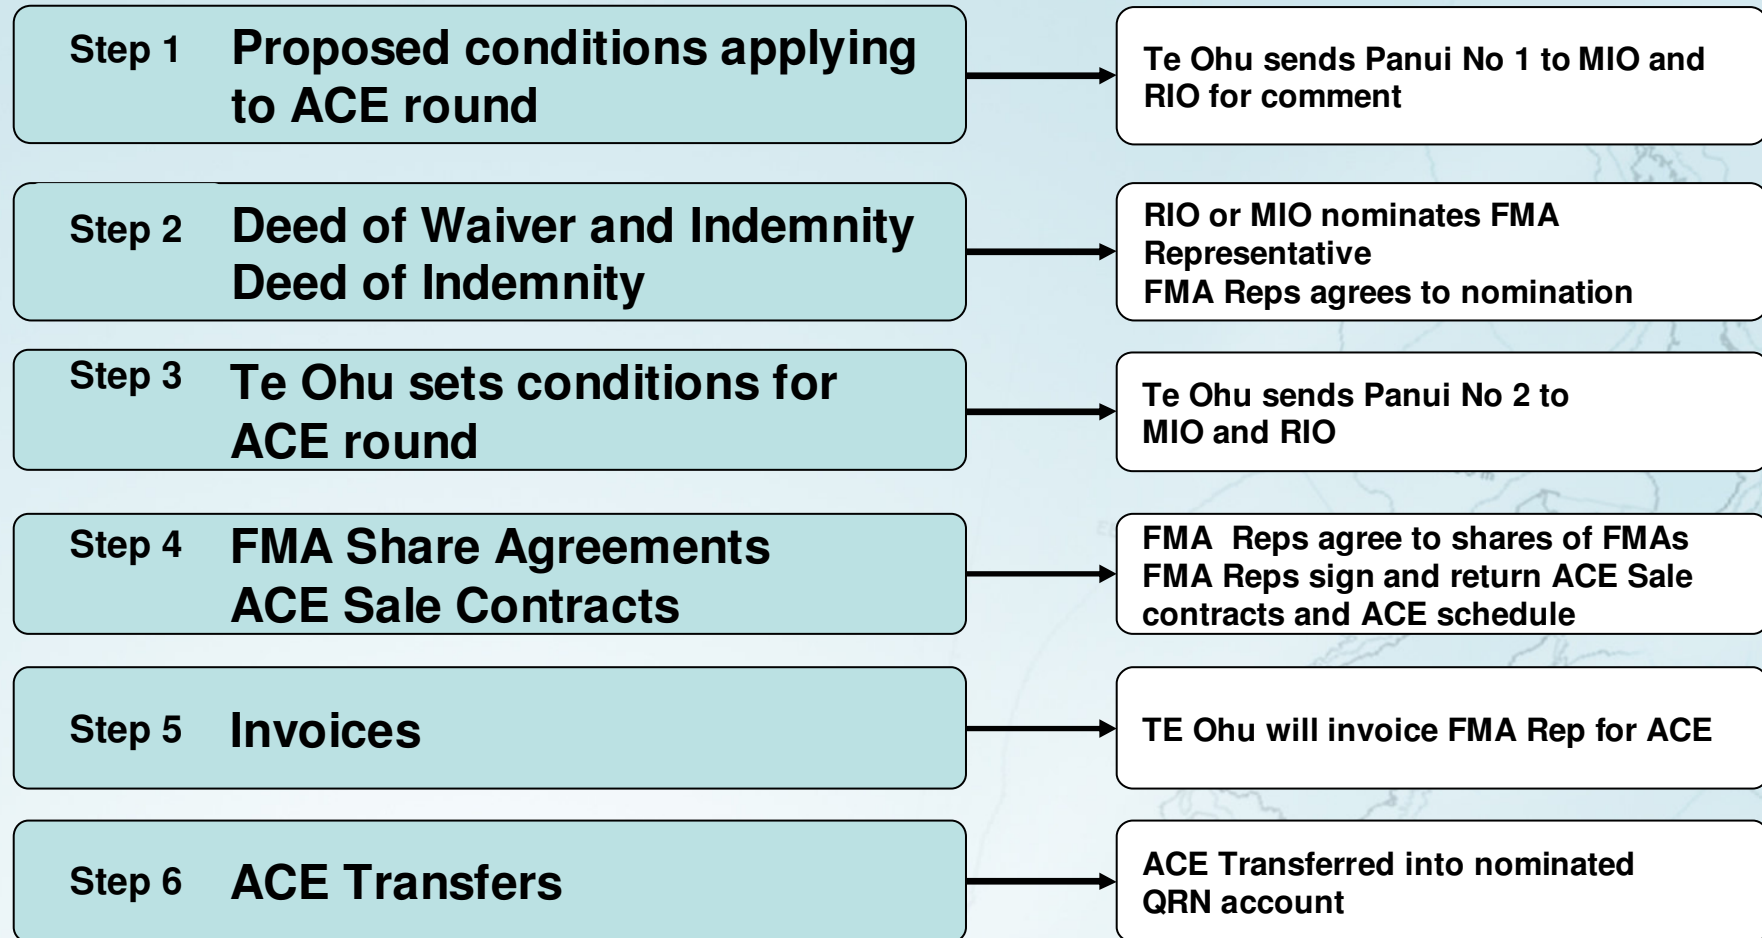 Step 1 Proposed conditions applying
to ACE round
Te Ohu sends Panui No 1 to MIO and
RIO for comment
Step 2 Deed of Waiver and Indemnity
Deed of Indemnity
RIO or MIO nominates FMA
Representative
FMA Reps agrees to nomination
Step 3 Te Ohu sets conditions for
ACE round
Te Ohu sends Panui No 2 to
MIO and RIO
Step 4 FMA Share Agreements
ACE Sale Contracts
FMA Reps agree to shares of FMAs
FMA Reps sign and return ACE Sale
contracts and ACE schedule
Step 5 Invoices
TE Ohu will invoice FMA Rep for ACE
Step 6 ACE Transfers
ACE Transferred into nominated
QRN account